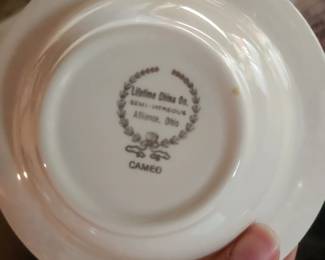 Lifetime China Co.
SEMI-VITREOUS
Alliance, Ohio
CAMEO